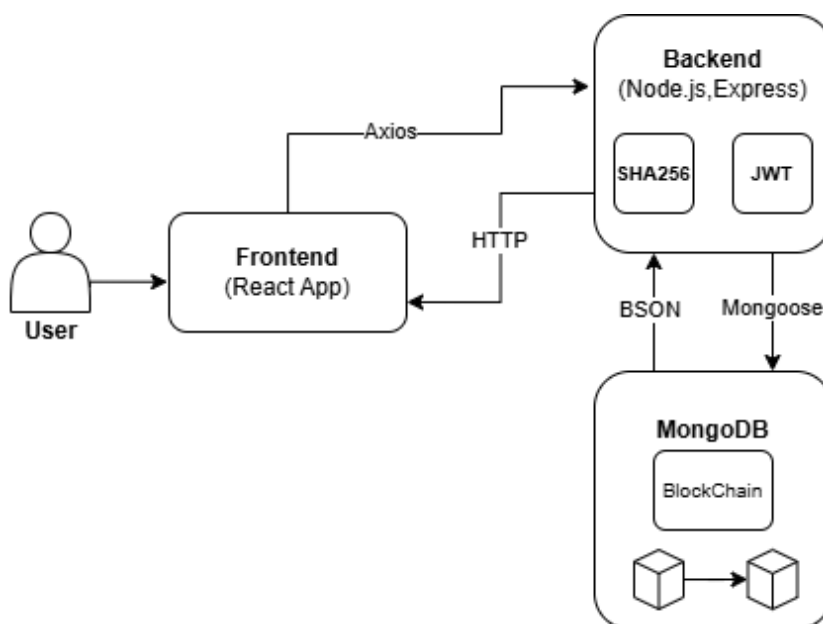 Backend
(Node.js,Express)
Axios
SHA256
JWT
HTTP
Frontend
(React App)
User
BSON
Mongoose
MongoDB
BlockChain